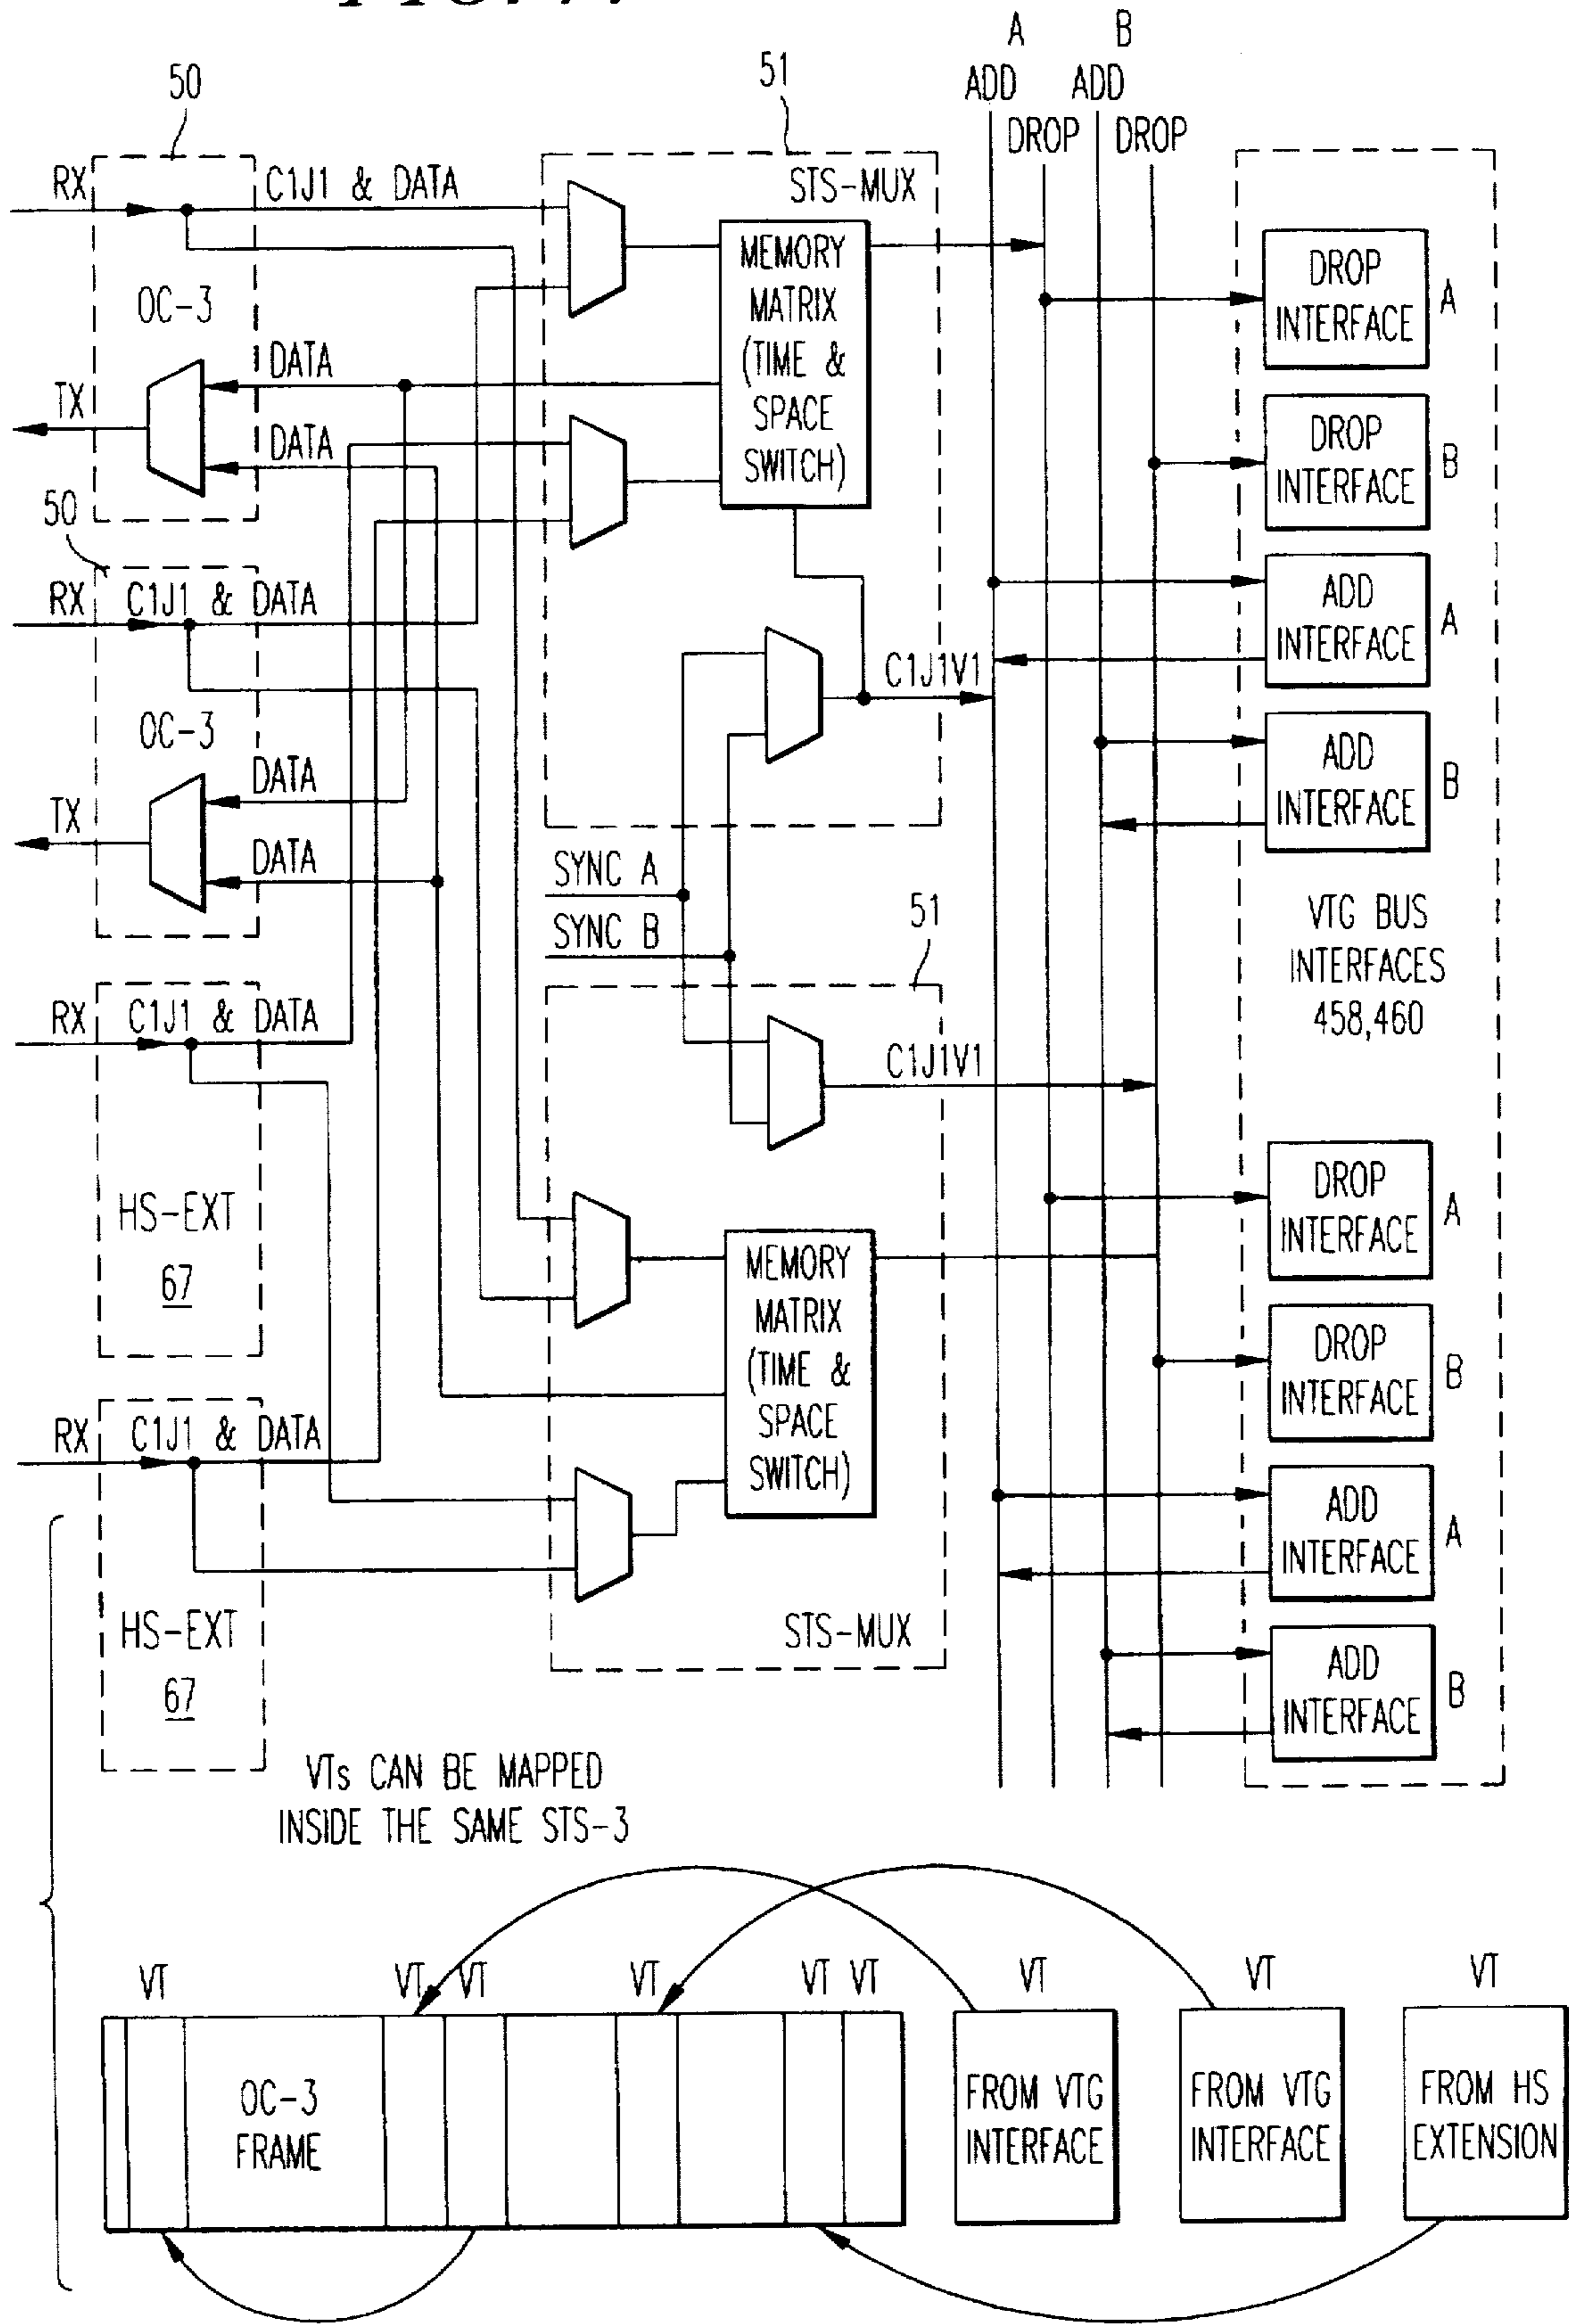 A B
ADD ADD
DROP DROP
50
51
RX
C1J1 & DATA
STS-MUX
OC-3
DATA
TX
DATA
MEMORY
MATRIX
(TIME &
SPACE
SWITCH)
DROP
INTERFACE
A
DROP
INTERFACE
B
ADD
INTERFACE
A
ADD
INTERFACE
B
50
RX
C1J1 & DATA
OC-3
DATA
TX
DATA
C1J1V1
SYNC A
SYNC B
51
VTG BUS
INTERFACES
458,460
RX
C1J1 & DATA
HS-EXT
67
C1J1V1
MEMORY
MATRIX
(TIME &
SPACE
SWITCH)
DROP
INTERFACE
A
DROP
INTERFACE
B
ADD
INTERFACE
A
ADD
INTERFACE
B
RX
C1J1 & DATA
HS-EXT
67
STS-MUX
VTs CAN BE MAPPED
INSIDE THE SAME STS-3
VT VT VT VT VT VT VT VT VT
OC-3
FRAME
FROM VTG
INTERFACE
FROM VTG
INTERFACE
FROM HS
EXTENSION